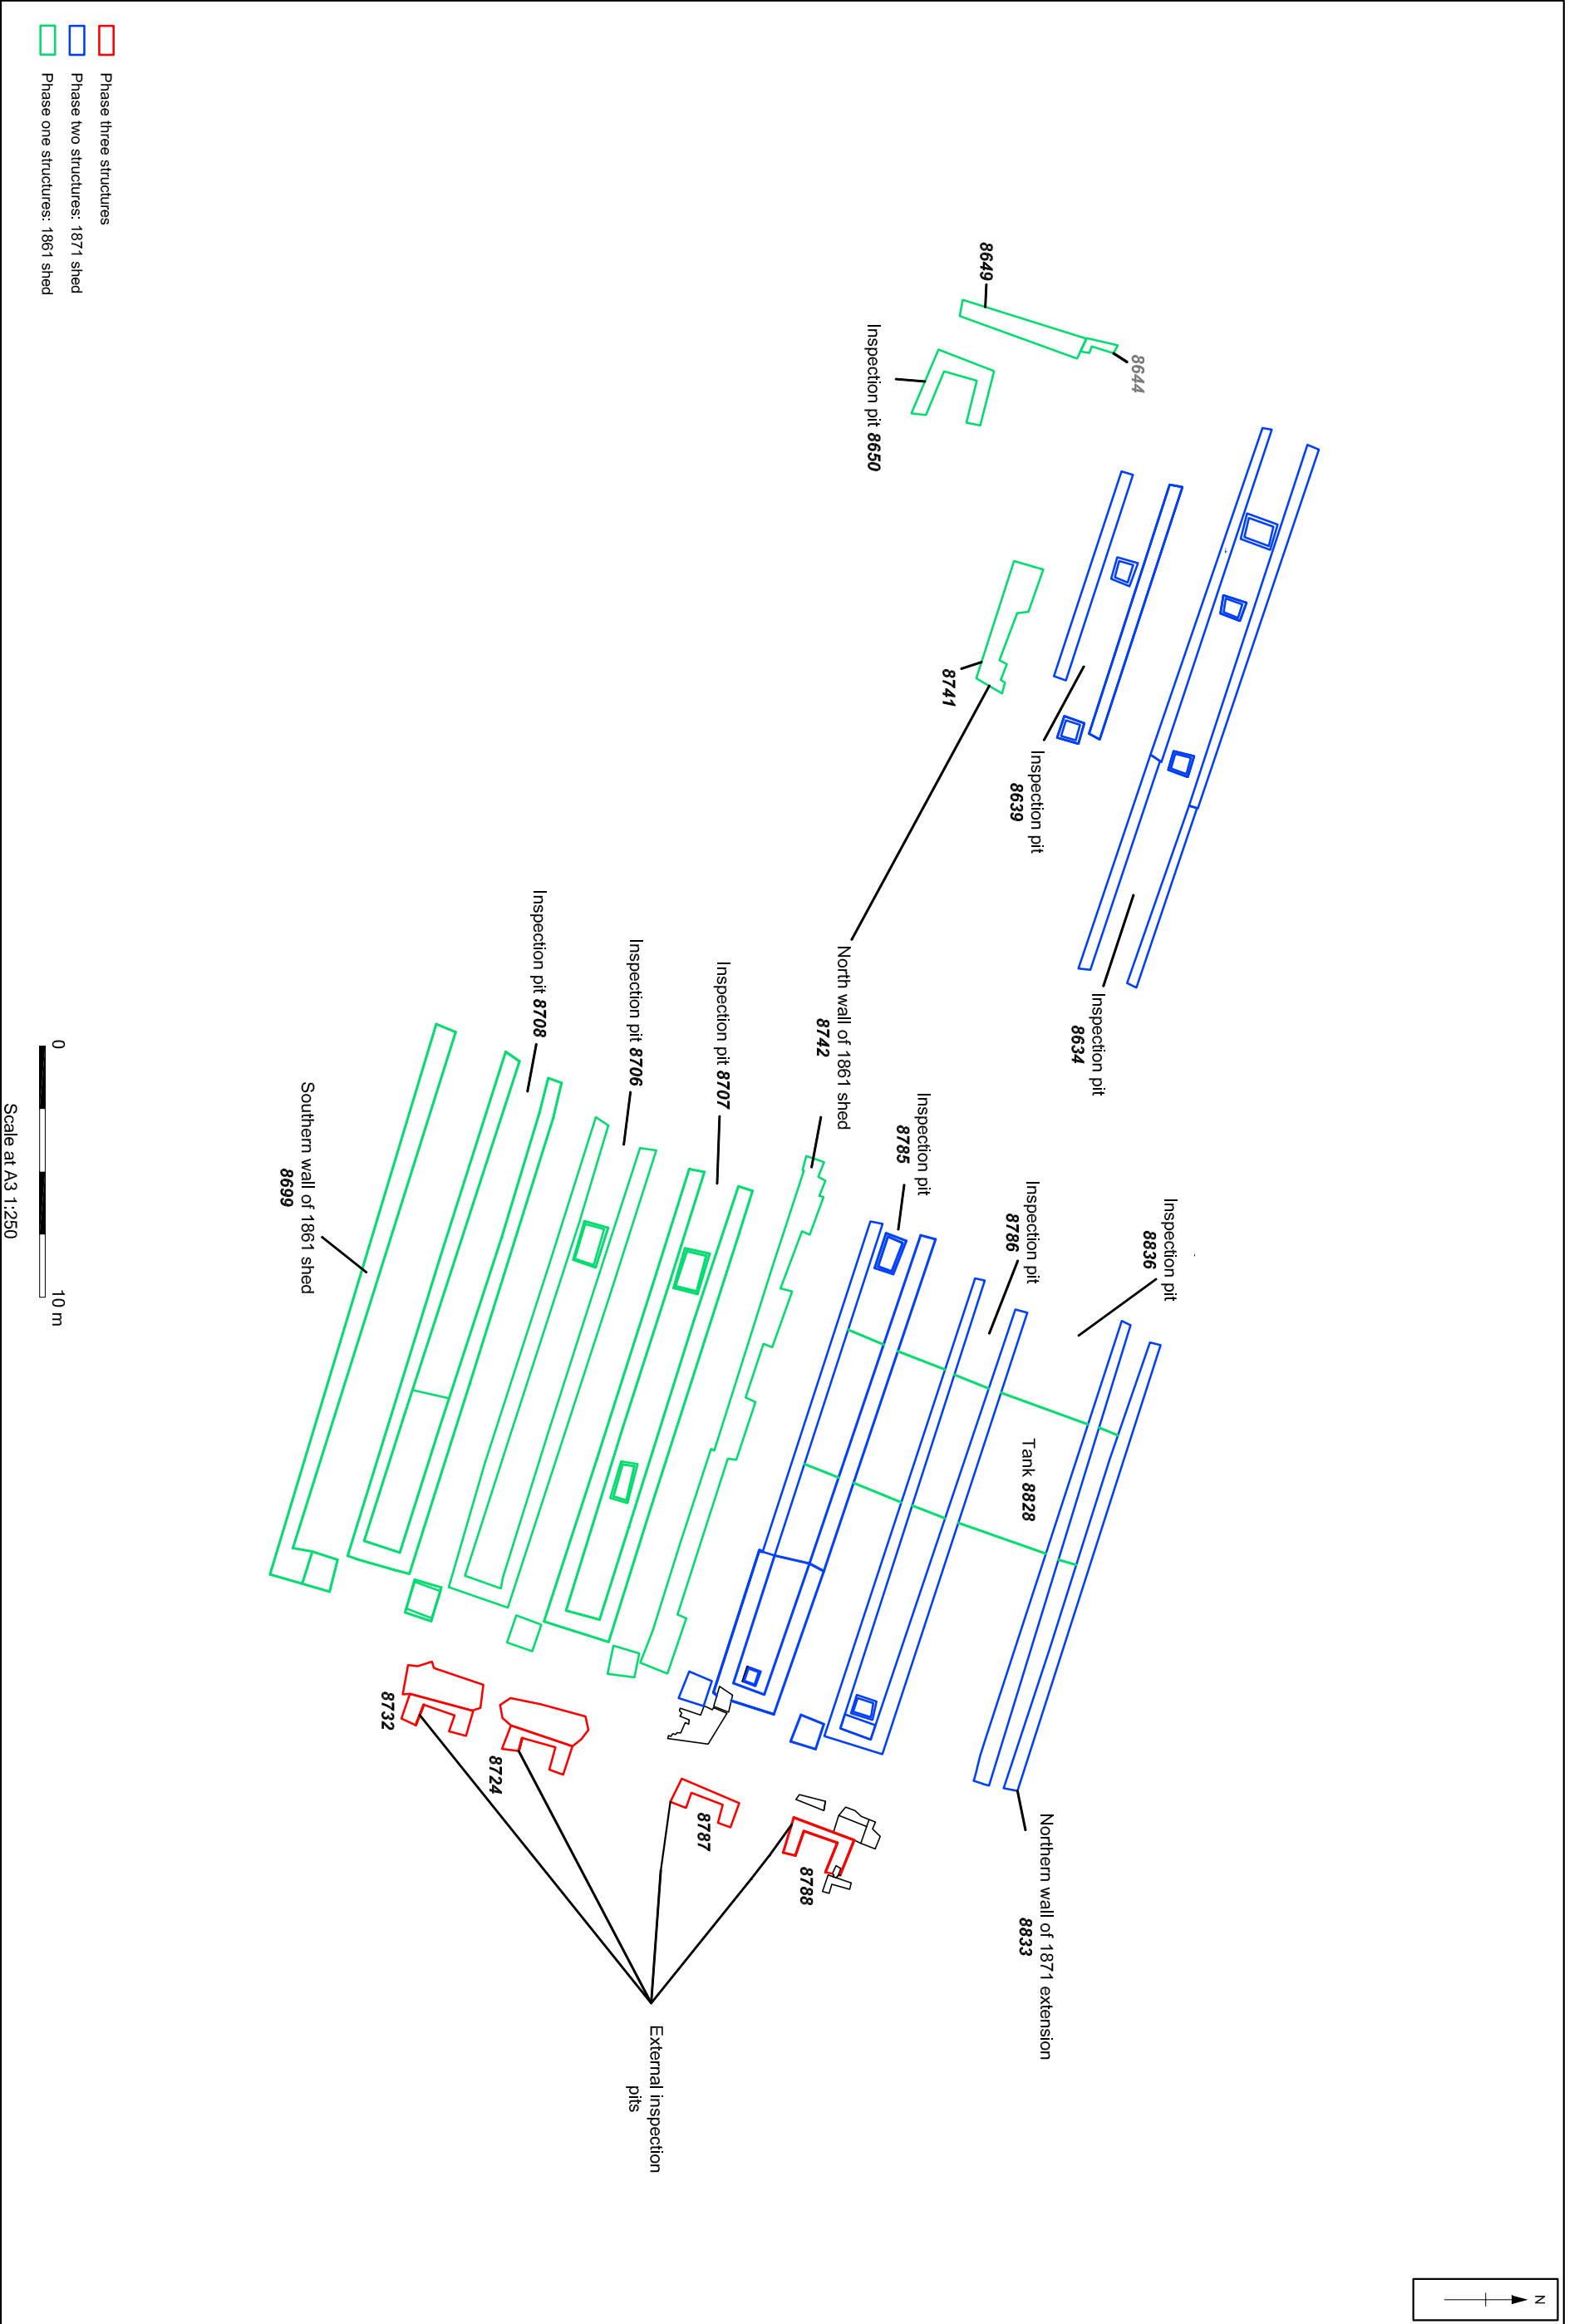 N
8644
8649
Inspection pit 8650
8741
Inspection pit
8639
Inspection pit
8634
North wall of 1861 shed
8742
Inspection pit 8707
Inspection pit 8706
Inspection pit 8708
Southern wall of 1861 shed
8699
Inspection pit
8785
Inspection pit
8786
Inspection pit
8836
Tank 8828
Northern wall of 1871 extension
8833
8788
8787
8724
8732
External inspection
pits
Phase three structures
Phase two structures: 1871 shed
Phase one structures: 1861 shed
0
10 m
Scale at A3 1:250